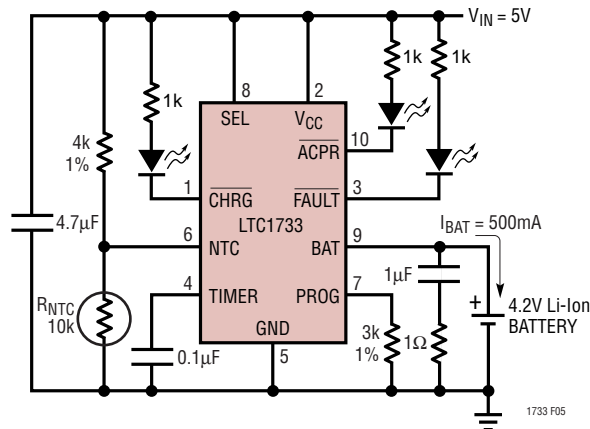 V_IN = 5V
1k
1k
1k
8
2
SEL
V_CC
10
ACPR
4k
1%
1
CHRG
FAULT
3
LTC1733
4.7µF
6
NTC
BAT
9
I_BAT = 500mA
1µF
4
TIMER
PROG
7
R_NTC
10k
+
4.2V Li-Ion
BATTERY
GND
3k
1%
1Ω
0.1µF
5
1733 F05